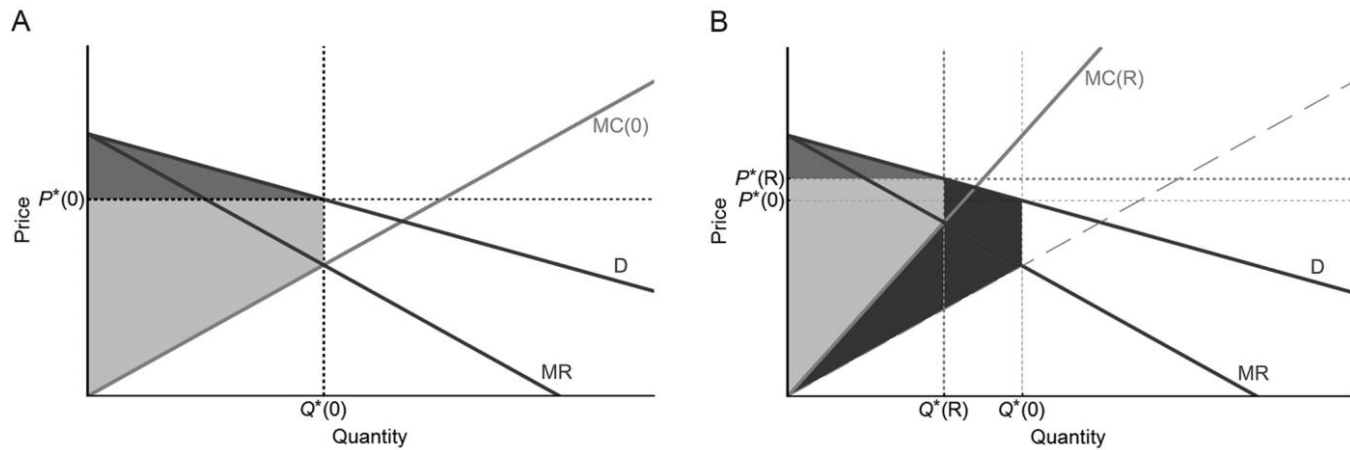 A
MC(0)
P*(0)
Price
D
MR
Q*(0)
Quantity
B
MC(R)
P*(R)
P*(0)
Price
D
MR
Q*(R)
Q*(0)
Quantity